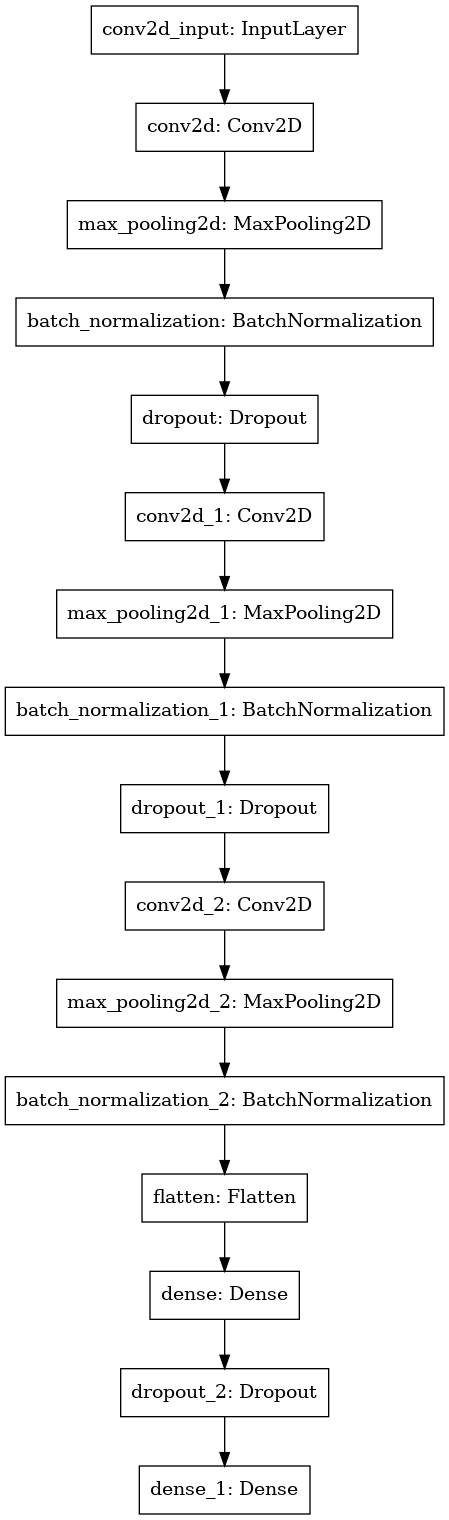 conv2d_input: InputLayer
conv2d: Conv2D
max_pooling2d: MaxPooling2D
batch_normalization: BatchNormalization
dropout: Dropout
conv2d_1: Conv2D
max_pooling2d_1: MaxPooling2D
batch_normalization_1: BatchNormalization
dropout_1: Dropout
conv2d_2: Conv2D
max_pooling2d_2: MaxPooling2D
batch_normalization_2: BatchNormalization
flatten: Flatten
dense: Dense
dropout_2: Dropout
dense_1: Dense